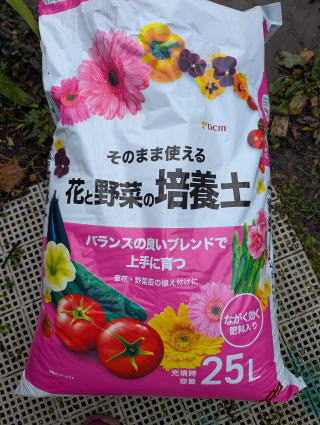 DCM
そのまま使える
花と野菜の培養土
バランスの良いブレンドで
上手に育つ
草花・野菜苗の植え付けに
ながく効く
肥料入り
充填時
容量
25L